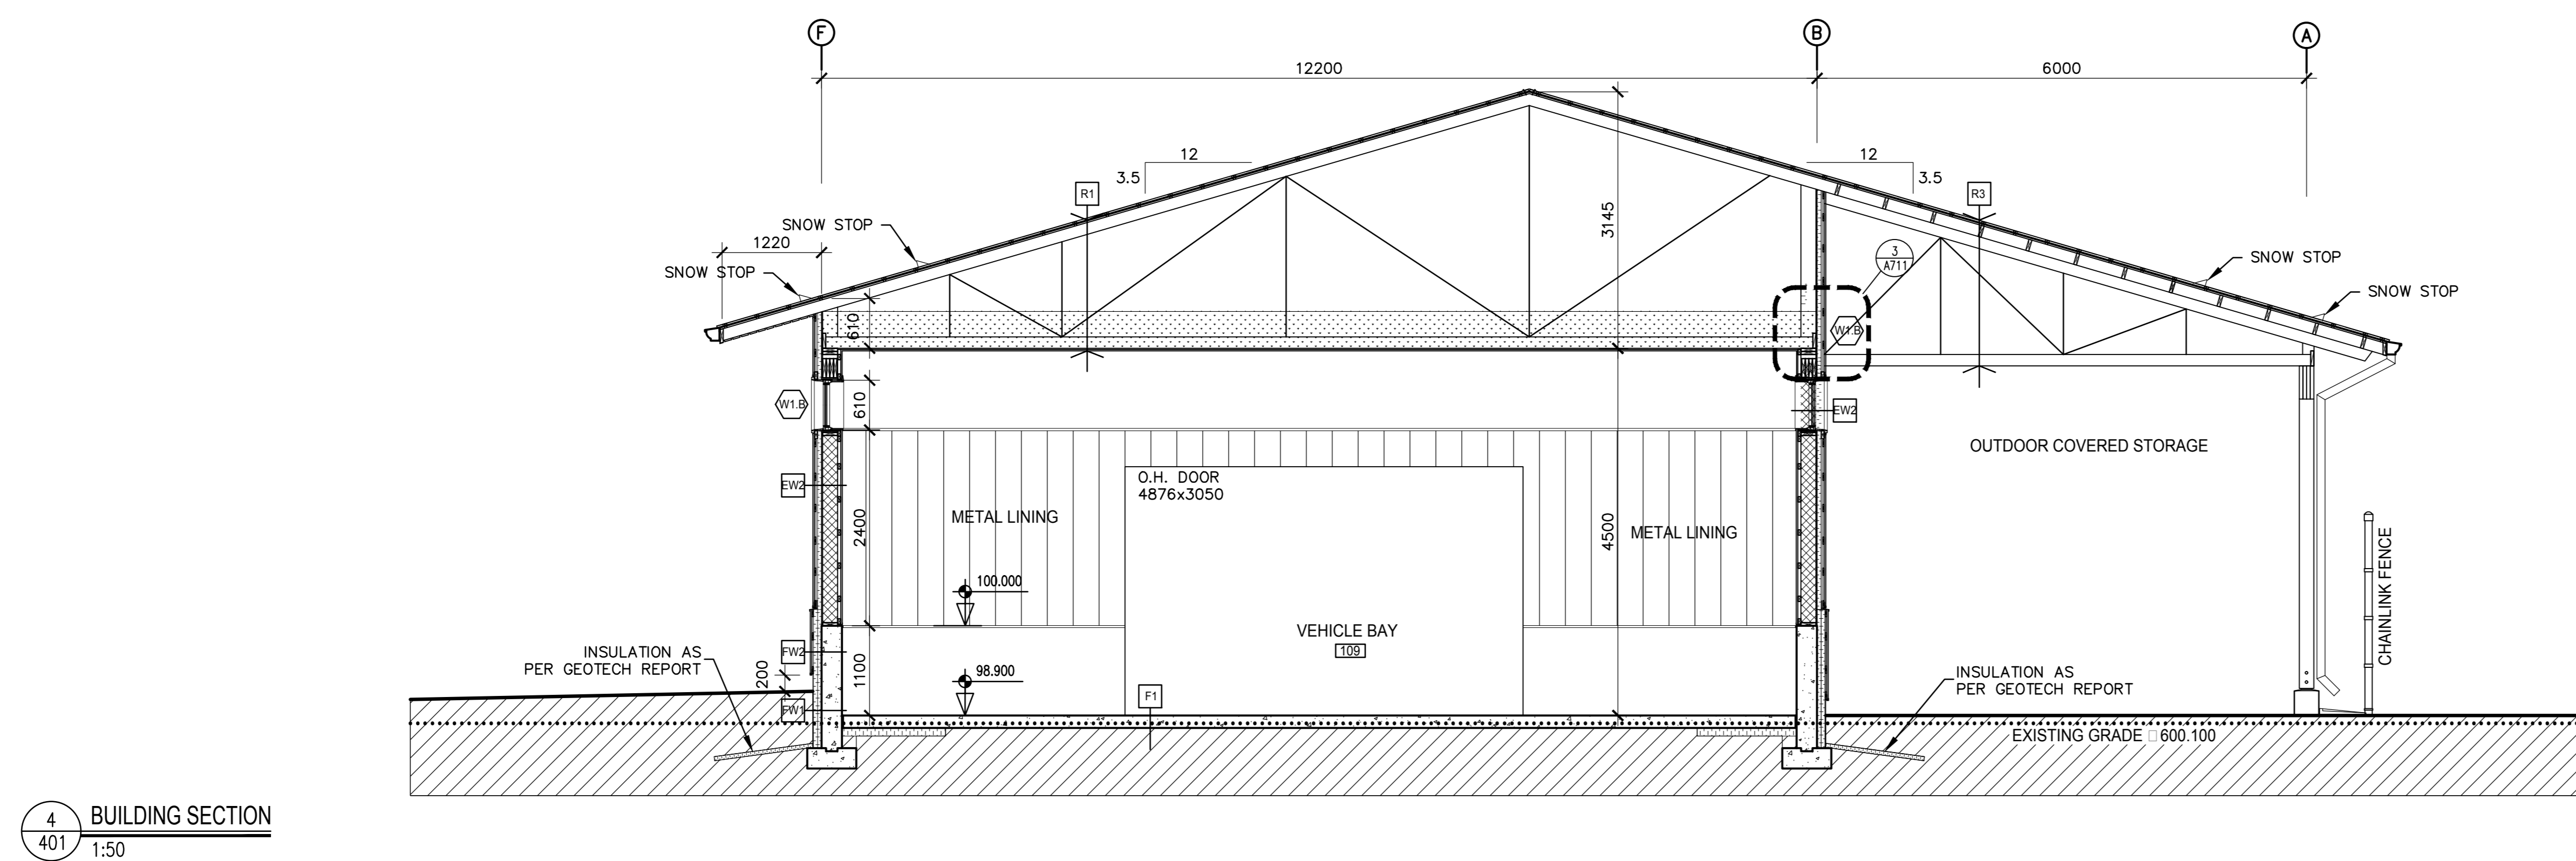 F
B
A
12200
6000
12
3.5
12
3.5
R1
R3
SNOW STOP
1220
SNOW STOP
3145
3
A711
SNOW STOP
SNOW STOP
610
W1.B
W1.B
610
EW2
OUTDOOR COVERED STORAGE
O.H. DOOR
4876x3050
EW2
METAL LINING
2400
4500
METAL LINING
CHAINLINK FENCE
100.000
VEHICLE BAY
109
INSULATION AS
PER GEOTECH REPORT
FW2
200
1100
98.900
F1
INSULATION AS
PER GEOTECH REPORT
FW1
EXISTING GRADE □600.100
4
401
BUILDING SECTION
1:50